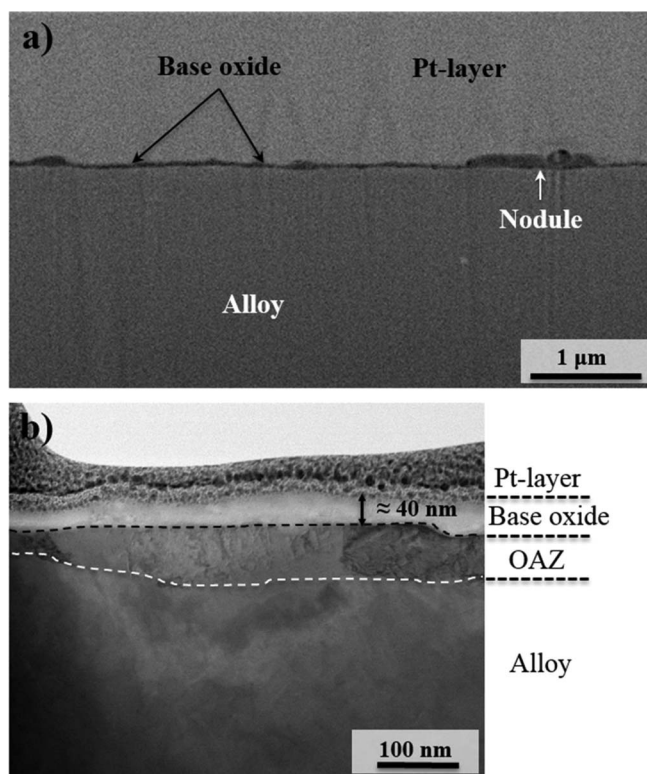 a)
Base oxide
Pt-layer
Nodule
Alloy
1 µm
b)
Pt-layer
≈ 40 nm
Base oxide
OAZ
Alloy
100 nm